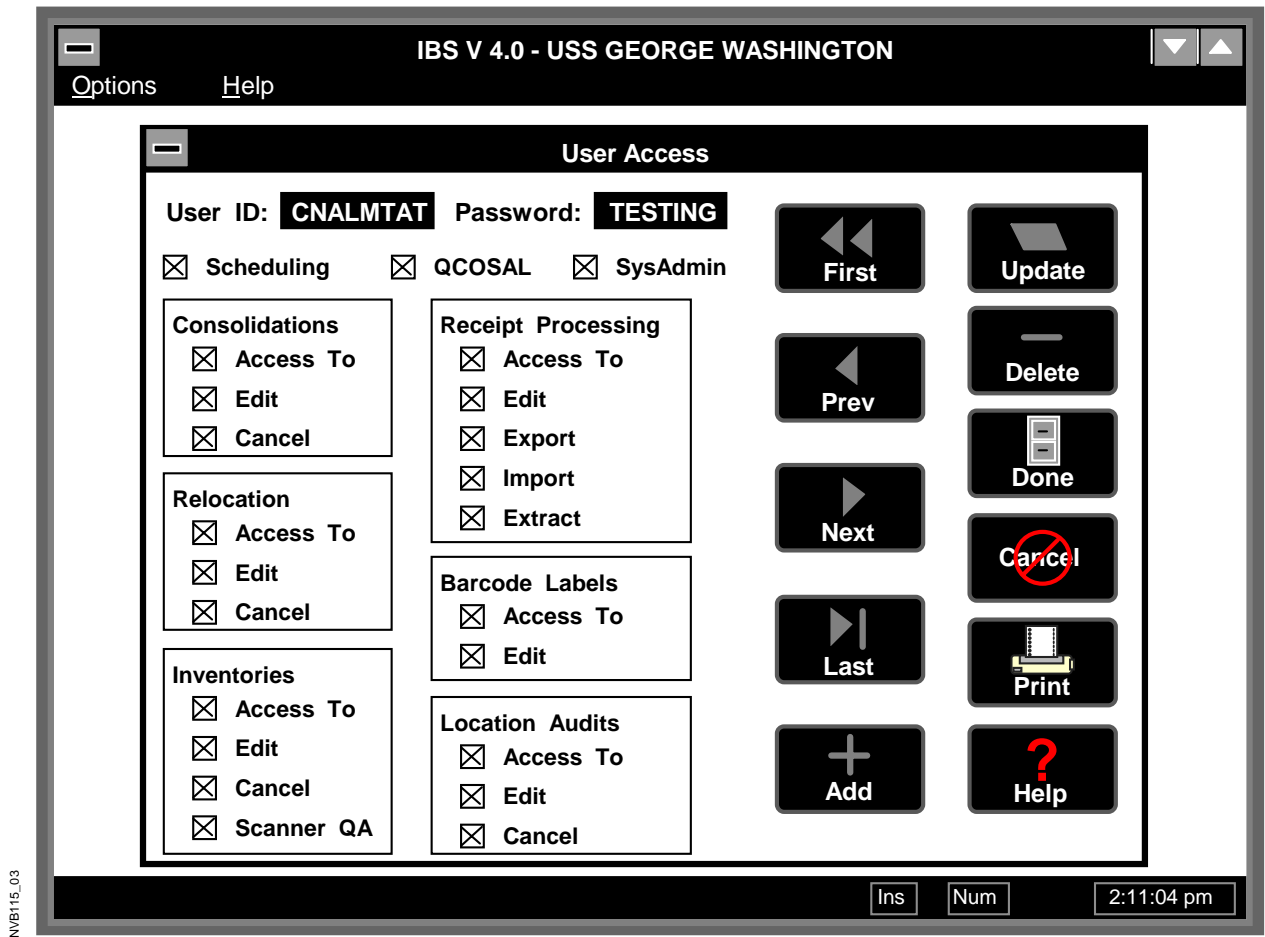 IBS V 4.0 - USS GEORGE WASHINGTON
Options Help
User Access
User ID: CNALMTAT Password: TESTING
Scheduling QCOSAL SysAdmin
Consolidations
Access To
Edit
Cancel
Relocation
Access To
Edit
Cancel
Inventories
Access To
Edit
Cancel
Scanner QA
Receipt Processing
Access To
Edit
Export
Import
Extract
Barcode Labels
Access To
Edit
Location Audits
Access To
Edit
Cancel
First
Prev
Next
Last
Add
Update
Delete
Done
Cancel
Print
?
Help
Ins Num 2:11:04 pm
NVB115_03